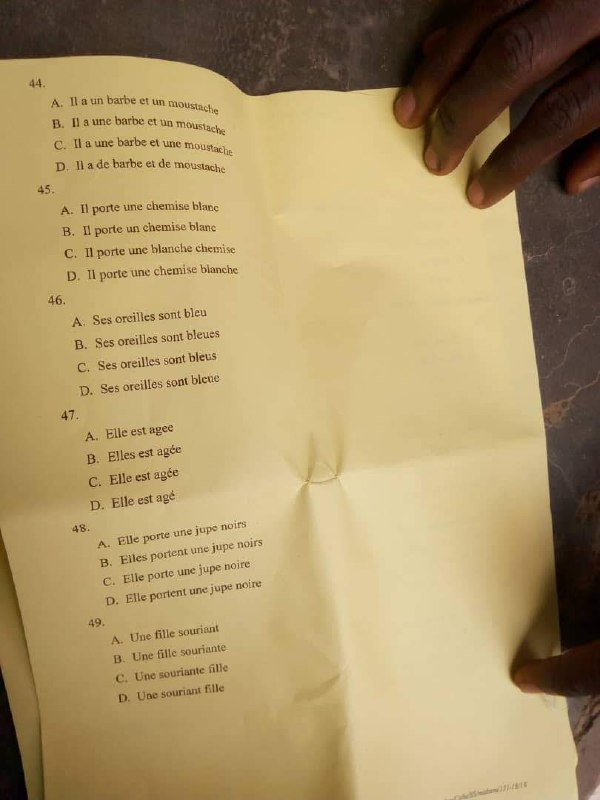 44.
A. Il a un barbe et un moustache
B. Il a une barbe et un moustache
C. Il a une barbe et une moustache
D. Il a de barbe et de moustache
45.
A. Il porte une chemise blanc
B. Il porte un chemise blanc
C. Il porte une blanche chemise
D. Il porte une chemise blanche
46.
A. Ses oreilles sont bleu
B. Ses oreilles sont bleues
C. Ses oreilles sont bleus
D. Ses oreilles sont bleue
47.
A. Elle est agee
B. Elles est agée
C. Elle est agée
D. Elle est agé
48.
A. Elle porte une jupe noirs
B. Elles portent une jupe noirs
C. Elle porte une jupe noire
D. Elle portent une jupe noire
49.
A. Une fille souriant
B. Une fille souriante
C. Une souriante fille
D. Une souriant fille